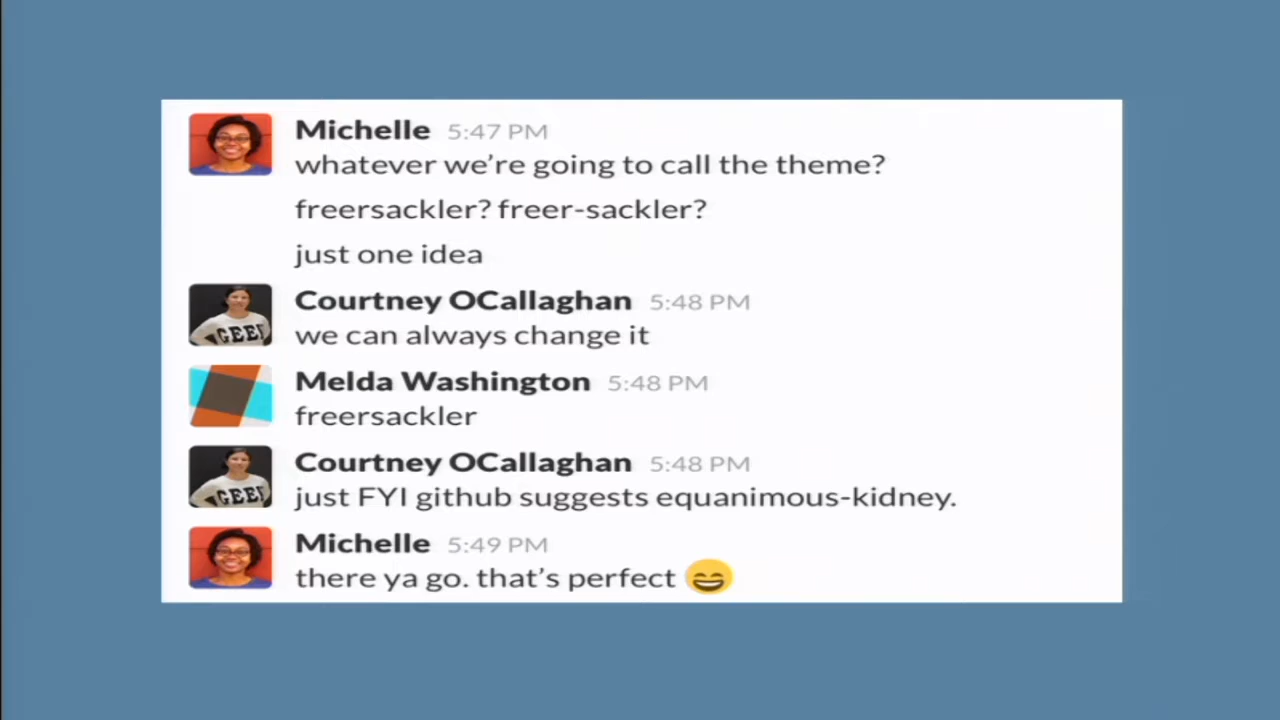 Michelle 5:47 PM
whatever we're going to call the theme?
freersackler? freer-sackler?
just one idea
Courtney OCallaghan 5:48 PM
GEE
we can always change it
Melda Washington 5:48 PM
freersackler
Courtney OCallaghan 5:48 PM
GEE
just FYI github suggests equanimous-kidney.
Michelle 5:49 PM
there ya go. that's perfect 😄